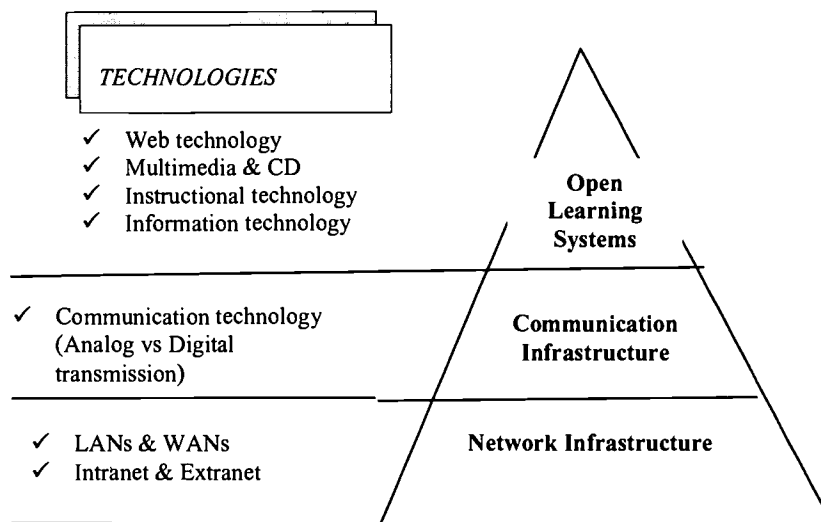 TECHNOLOGIES
✓ Web technology
✓ Multimedia & CD
✓ Instructional technology
✓ Information technology
Open
Learning
Systems
✓ Communication technology
(Analog vs Digital
transmission)
Communication
Infrastructure
✓ LANs & WANs
✓ Intranet & Extranet
Network Infrastructure